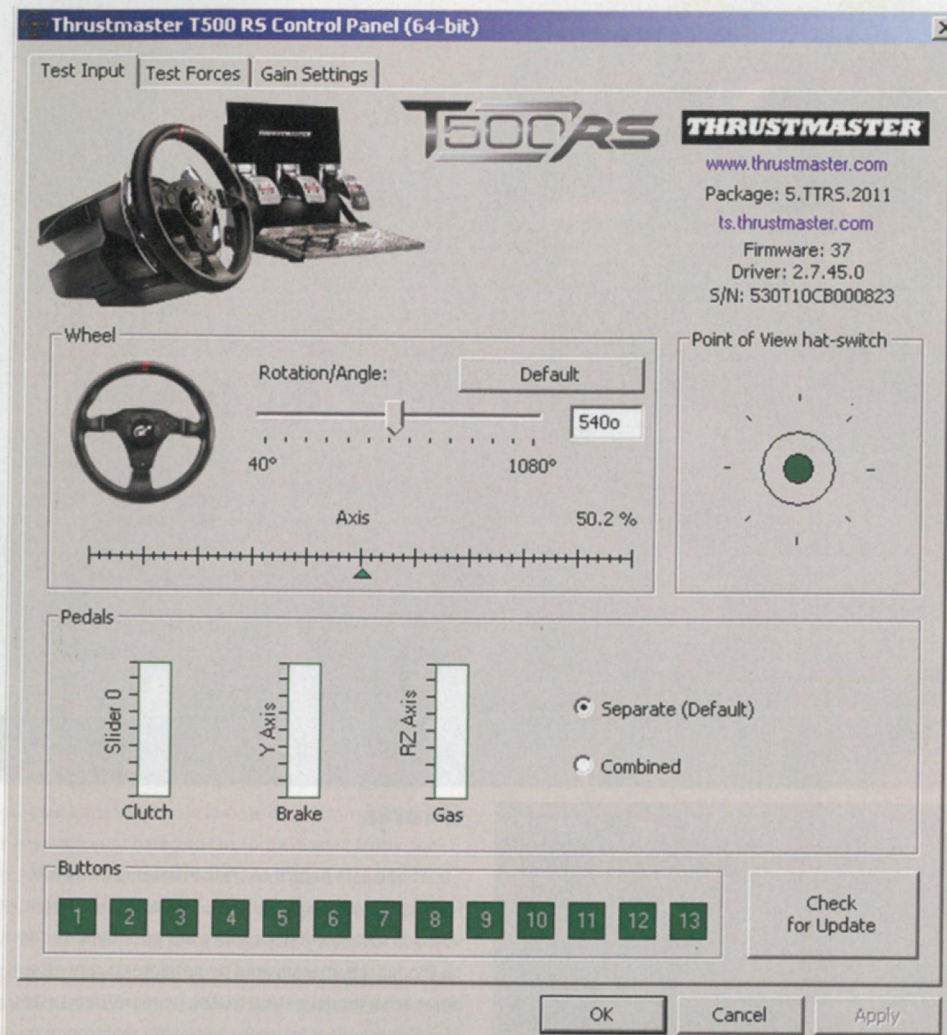 Thrustmaster T500 RS Control Panel (64-bit)
Test Input
Test Forces
Gain Settings
T500RS
THRUSTMASTER
www.thrustmaster.com
Package: 5.TTRS.2011
ts.thrustmaster.com
Firmware: 37
Driver: 2.7.45.0
S/N: 530T10CB000823
Wheel
Rotation/Angle:
Default
540o
40°
1080°
Axis
50.2 %
Point of View hat-switch
Pedals
Slider 0
Clutch
Y Axis
Brake
RZ Axis
Gas
Separate (Default)
Combined
Buttons
1 2 3 4 5 6 7 8 9 10 11 12 13
Check
for Update
OK
Cancel
Apply